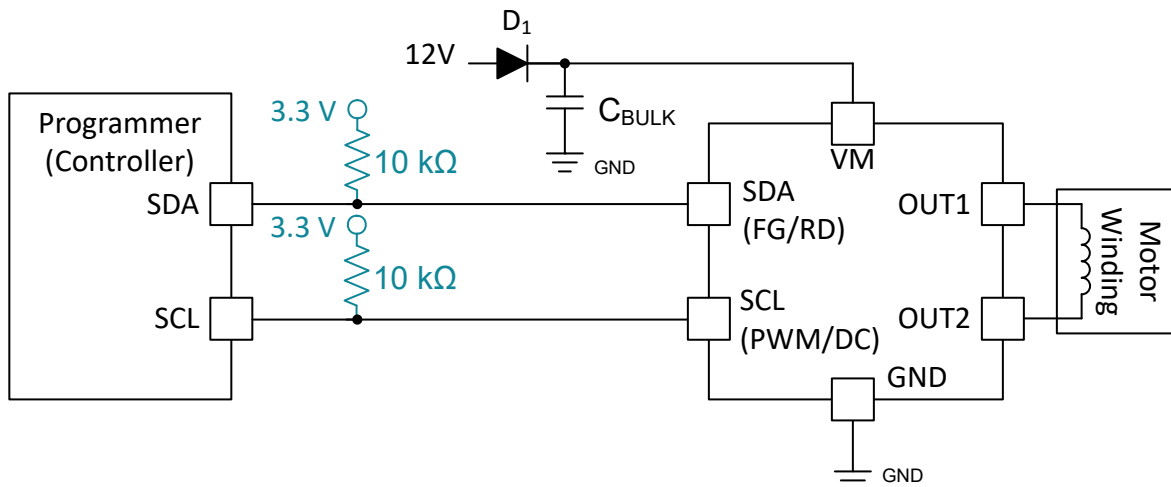 D1
12V
CBULK
GND
Programmer
(Controller)
3.3 V
10 kΩ
SDA
3.3 V
10 kΩ
SCL
VM
SDA
(FG/RD)
OUT1
SCL
(PWM/DC)
OUT2
GND
GND
Motor
Winding